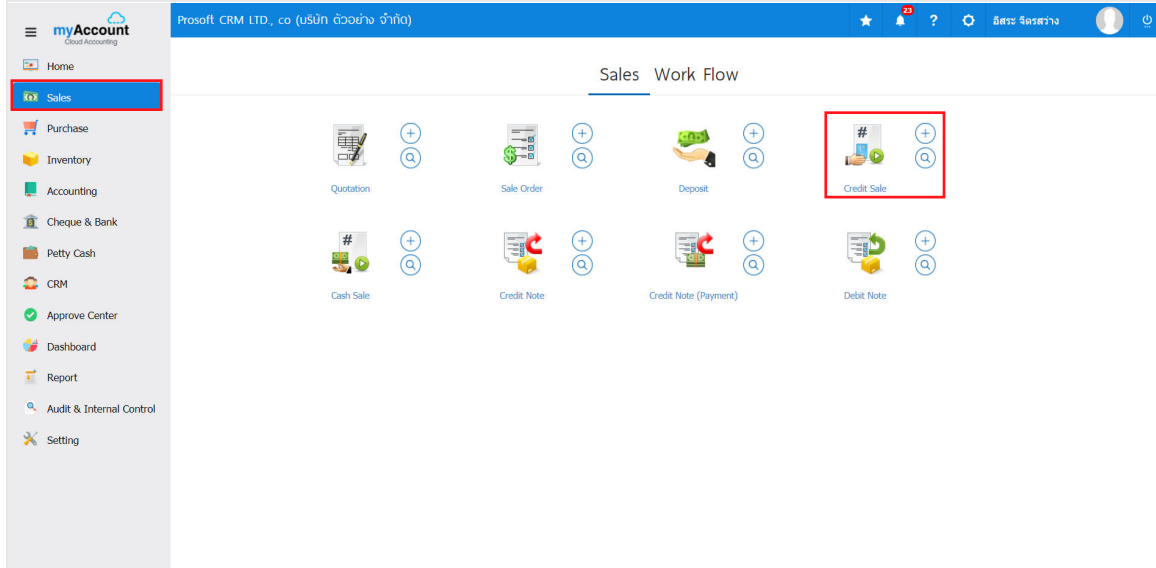 myAccount
Cloud Accounting
Prosoft CRM LTD., co (บริษัท ตัวอย่าง จำกัด)
23
?
อิสระ จิตรสว่าง
Home
Sales
Purchase
Inventory
Accounting
Cheque & Bank
Petty Cash
CRM
Approve Center
Dashboard
Report
Audit & Internal Control
Setting
Sales Work Flow
Quotation
Sale Order
Deposit
#
Credit Sale
#
Cash Sale
Credit Note
Credit Note (Payment)
Debit Note